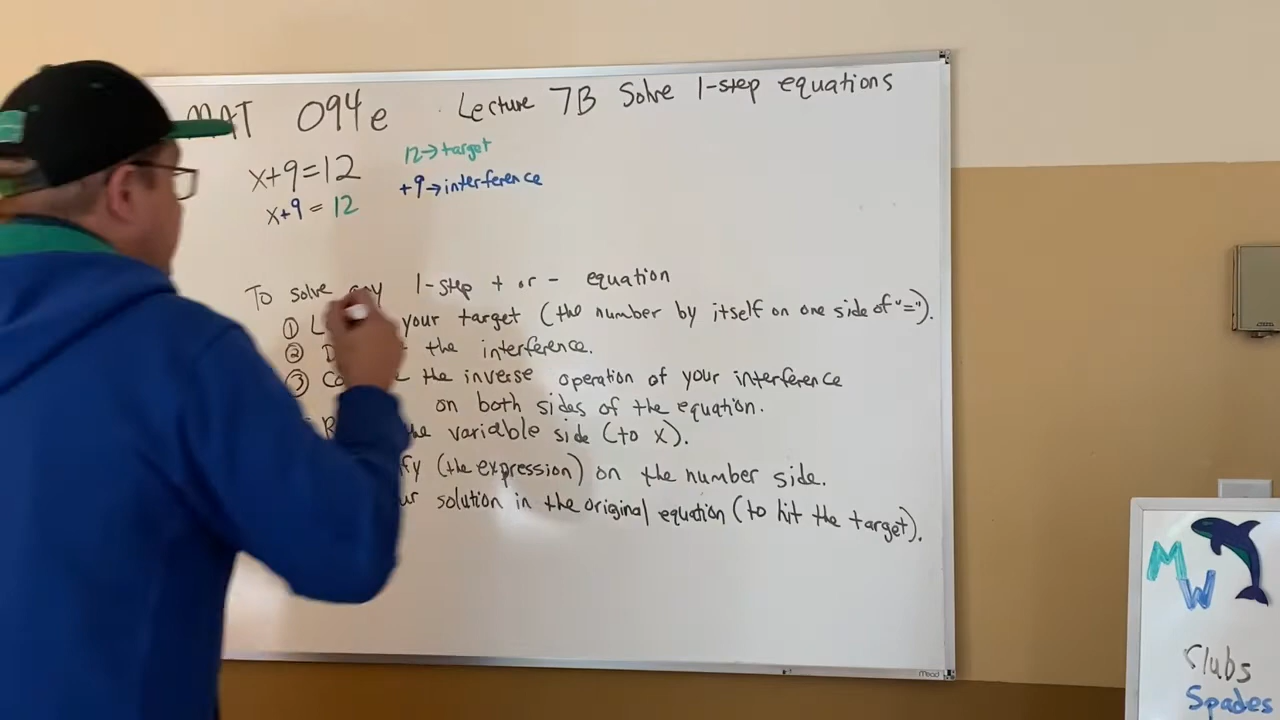 MAT 094e Lecture 7B Solve 1-step equations
x+9=12 12→target
+9→interference
x+9 = 12
To solve any 1-step + or - equation
① your target (the number by itself on one side of "=").
② the interference.
③ the inverse operation of your interference
on both sides of the equation.
the variable side (to x).
(the expression) on the number side.
solution in the original equation (to hit the target).
Mead
MW
Clubs
Spades